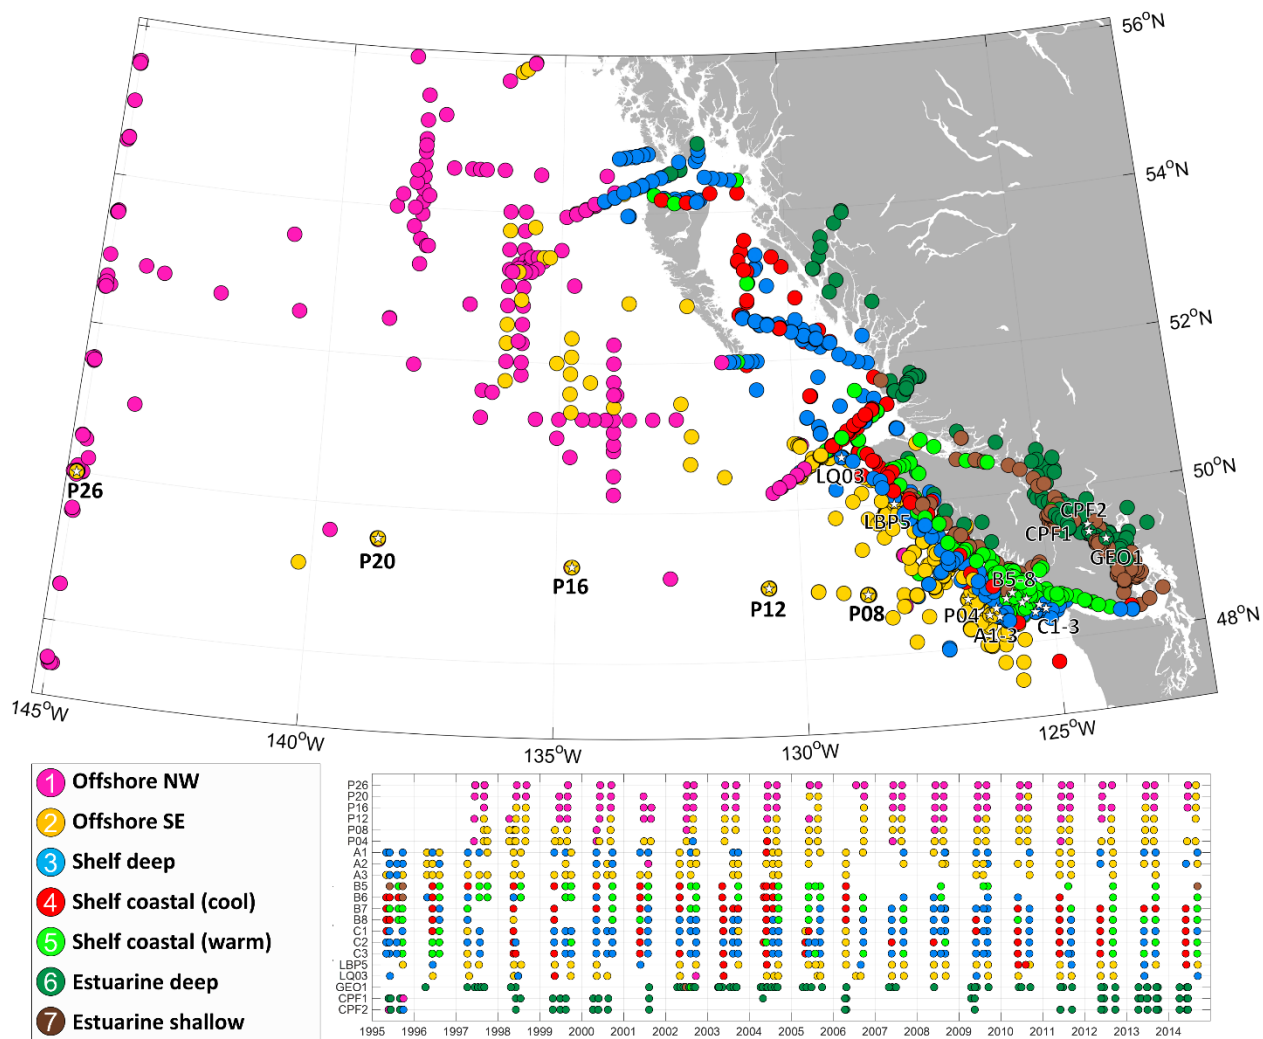 56°N
54°N
52°N
50°N
48°N
P26
P20
P16
P12
P08
P04
LQ03
LBP5
CPF2
CPF1
GEO1
B5-8
A1-3
C1-3
145°W
140°W
135°W
130°W
125°W
1 Offshore NW
2 Offshore SE
3 Shelf deep
4 Shelf coastal (cool)
5 Shelf coastal (warm)
6 Estuarine deep
7 Estuarine shallow
P26
P20
P16
P12
P08
P04
A1
A2
A3
B5
B6
B7
B8
C1
C2
C3
LBP5
LQ03
GEO1
CPF1
CPF2
1995 1996 1997 1998 1999 2000 2001 2002 2003 2004 2005 2006 2007 2008 2009 2010 2011 2012 2013 2014